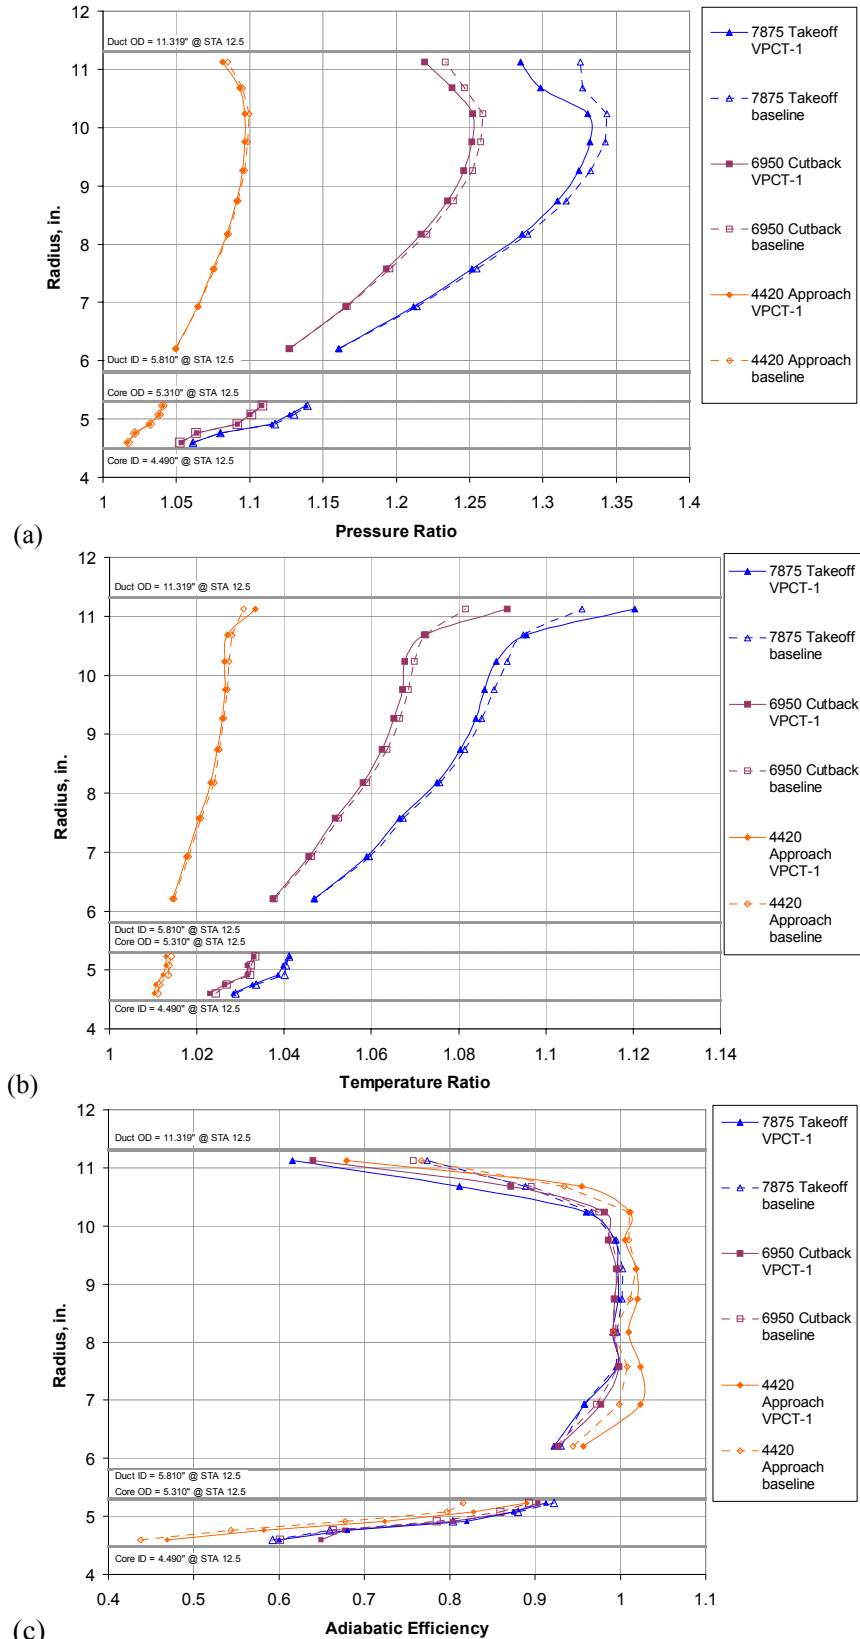 12
11
10
9
8
7
6
5
4
Radius, in.
Duct OD = 11.319" @ STA 12.5
Duct ID = 5.810" @ STA 12.5
Core OD = 5.310" @ STA 12.5
Core ID = 4.490" @ STA 12.5
1 1.05 1.1 1.15 1.2 1.25 1.3 1.35 1.4
Pressure Ratio
(a)
7875 Takeoff
VPCT-1
7875 Takeoff
baseline
6950 Cutback
VPCT-1
6950 Cutback
baseline
4420 Approach
VPCT-1
4420 Approach
baseline
12
11
10
9
8
7
6
5
4
Radius, in.
Duct OD = 11.319" @ STA 12.5
Duct ID = 5.810" @ STA 12.5
Core OD = 5.310" @ STA 12.5
Core ID = 4.490" @ STA 12.5
1 1.02 1.04 1.06 1.08 1.1 1.12 1.14
Temperature Ratio
(b)
7875 Takeoff
VPCT-1
7875 Takeoff
baseline
6950 Cutback
VPCT-1
6950 Cutback
baseline
4420
Approach
VPCT-1
4420
Approach
baseline
12
11
10
9
8
7
6
5
4
Radius, in.
Duct OD = 11.319" @ STA 12.5
Duct ID = 5.810" @ STA 12.5
Core OD = 5.310" @ STA 12.5
Core ID = 4.490" @ STA 12.5
0.4 0.5 0.6 0.7 0.8 0.9 1 1.1
Adiabatic Efficiency
(c)
7875 Takeoff
VPCT-1
7875 Takeoff
baseline
6950 Cutback
VPCT-1
6950 Cutback
baseline
4420
Approach
VPCT-1
4420
Approach
baseline